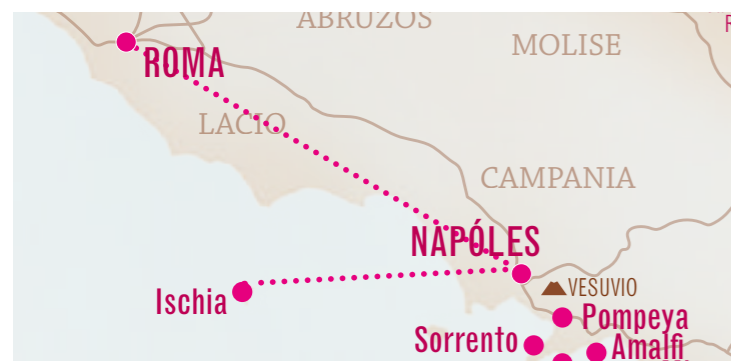 ABRUZOS
R
MOLISE
ROMA
LACIO
CAMPANIA
NAPÓLES
VESUVIO
Ischia
Pompeya
Sorrento
Amalfi